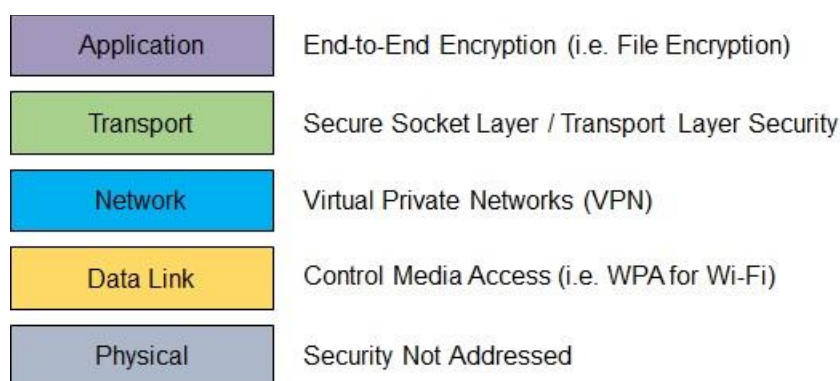 Application End-to-End Encryption (i.e. File Encryption)
Transport Secure Socket Layer / Transport Layer Security
Network Virtual Private Networks (VPN)
Data Link Control Media Access (i.e. WPA for Wi-Fi)
Physical Security Not Addressed